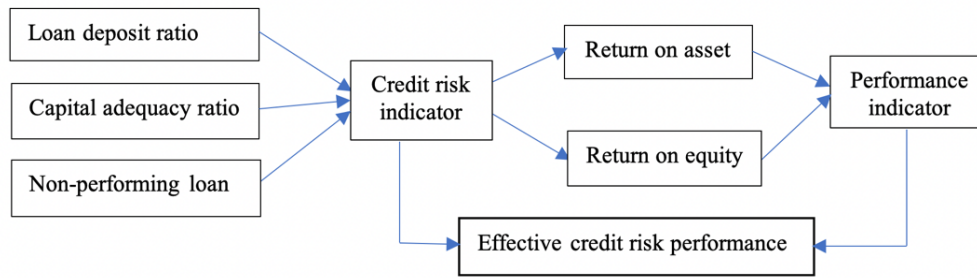 Loan deposit ratio
Capital adequacy ratio
Non-performing loan
Credit risk
indicator
Return on asset
Return on equity
Performance
indicator
Effective credit risk performance